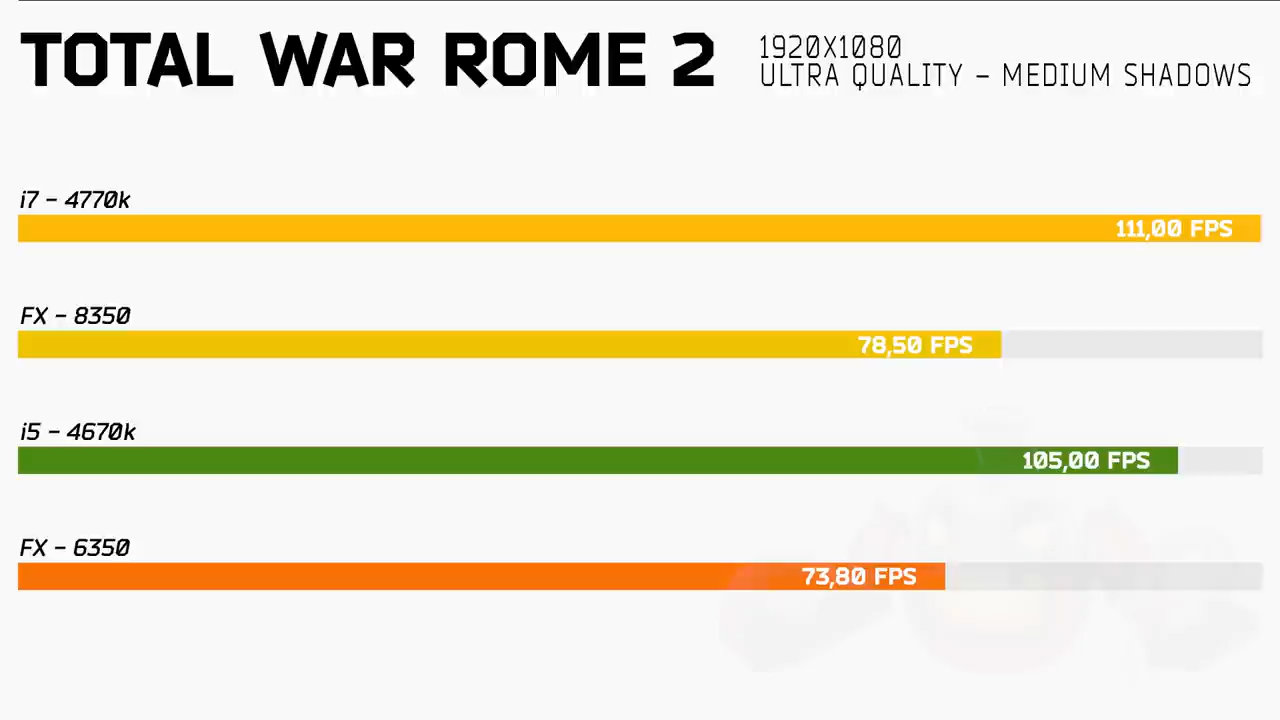 TOTAL WAR ROME 2
1920X1080
ULTRA QUALITY – MEDIUM SHADOWS
i7 – 4770k
111,00 FPS
FX – 8350
78,50 FPS
i5 – 4670k
105,00 FPS
FX – 6350
73,80 FPS